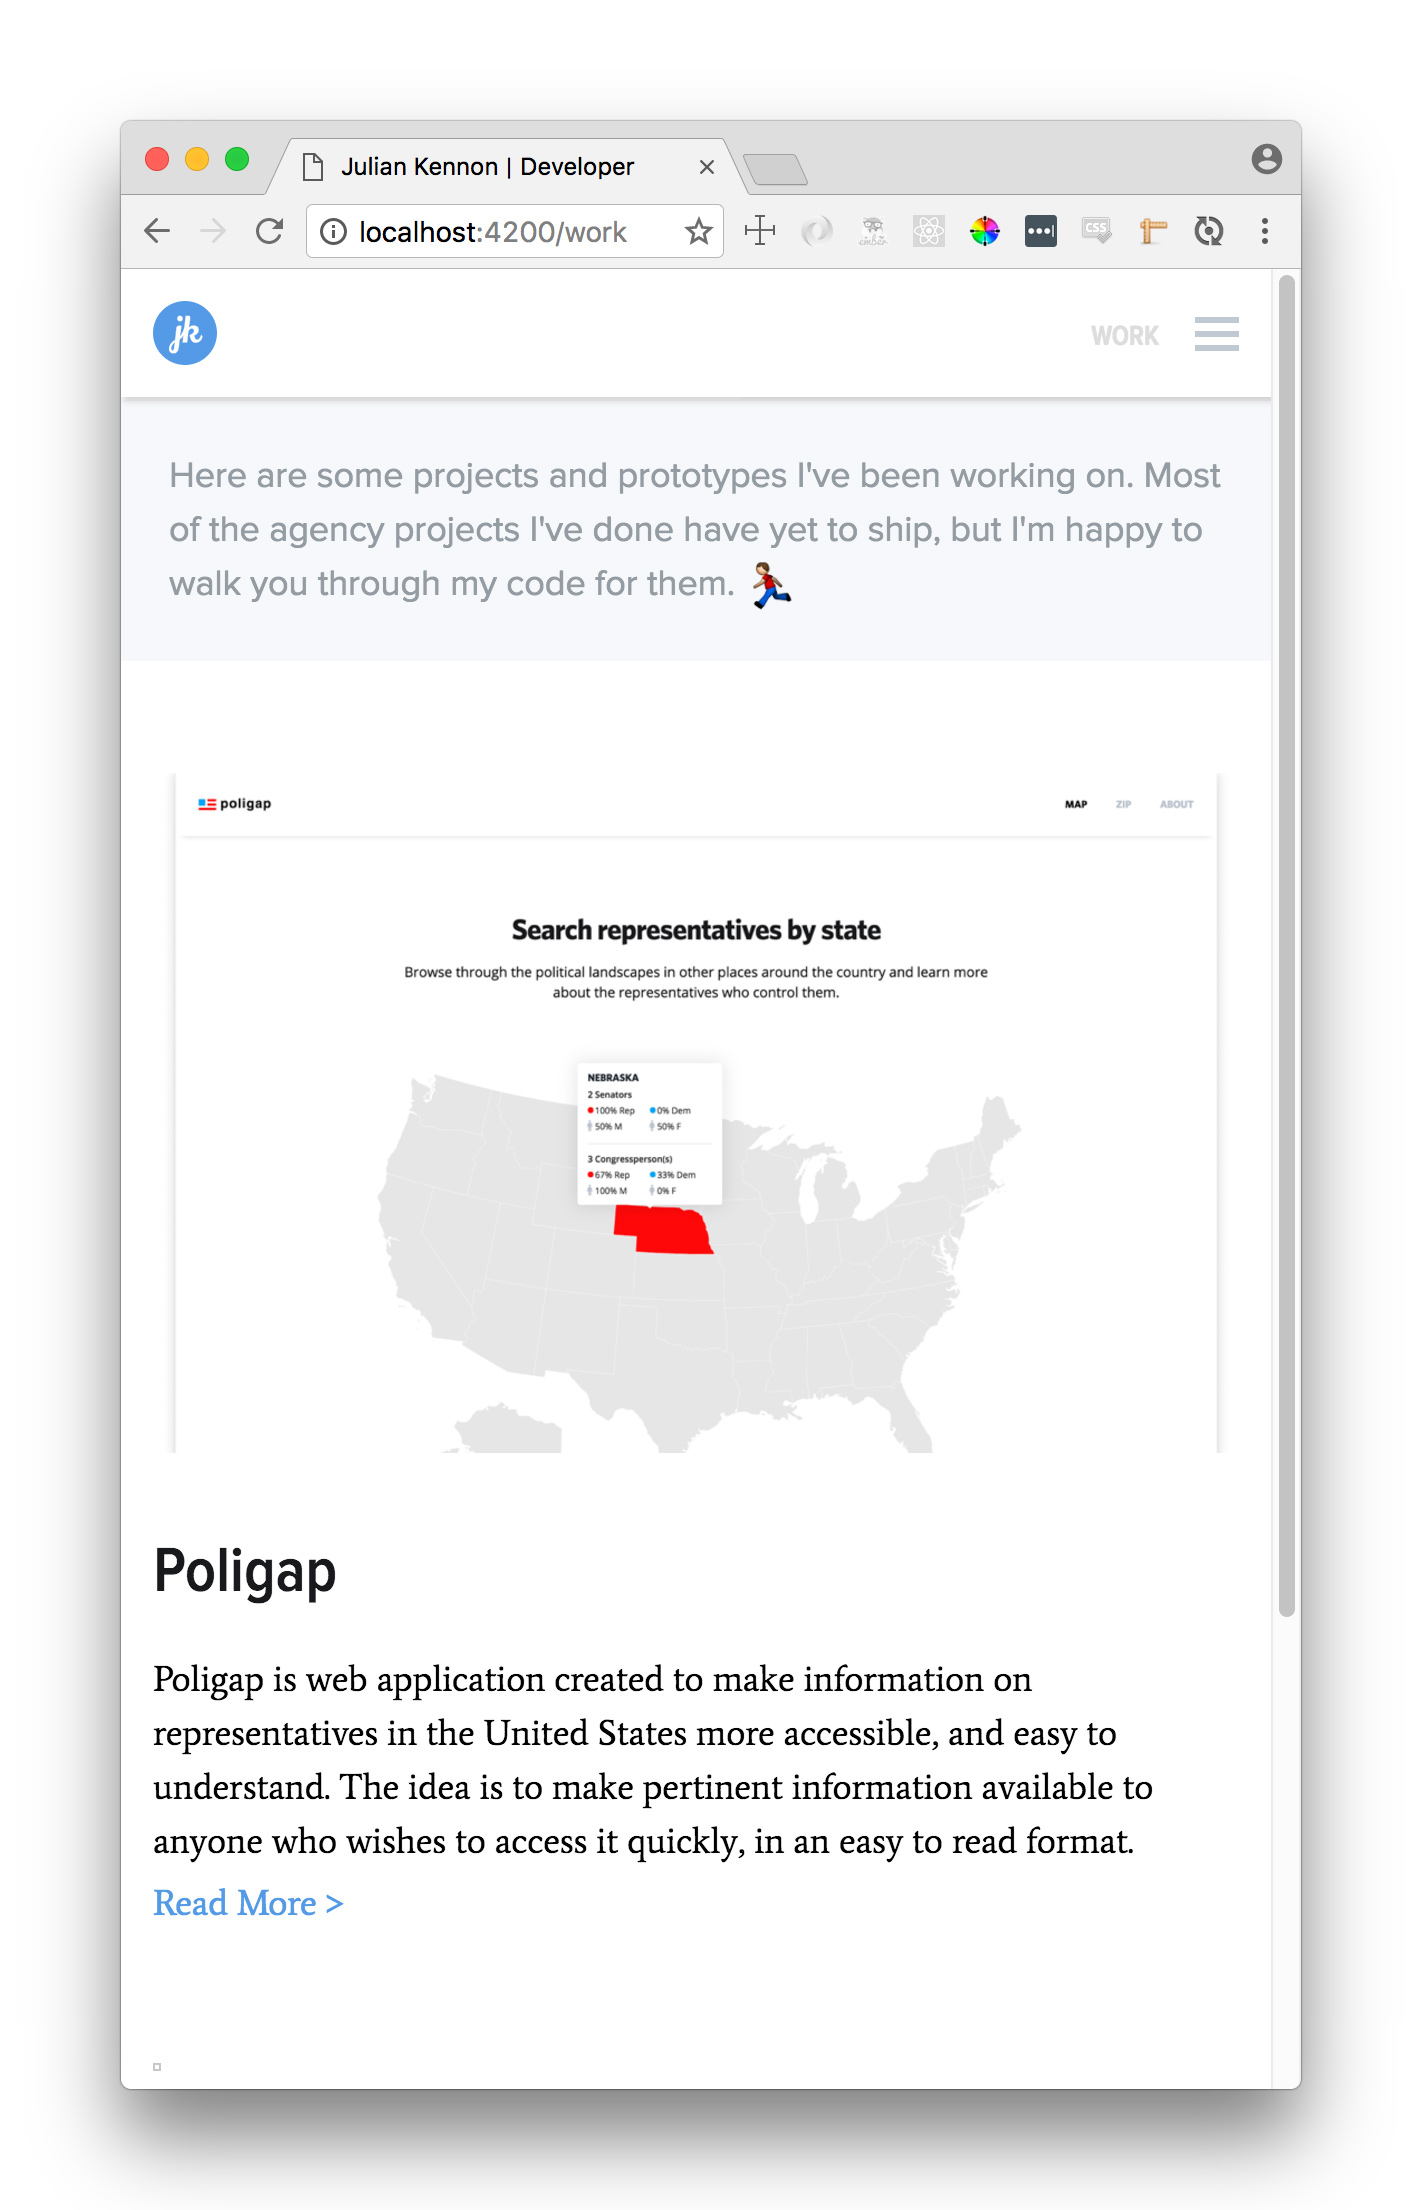 Julian Kennon | Developer
localhost:4200/work
ember
CSS
jk
WORK
Here are some projects and prototypes I've been working on. Most
of the agency projects I've done have yet to ship, but I'm happy to
walk you through my code for them.
poligap
MAP ZIP ABOUT
Search representatives by state
Browse through the political landscapes in other places around the country and learn more
about the representatives who control them.
NEBRASKA
2 Senators
100% Rep 0% Dem
50% M 50% F
3 Congressperson(s)
67% Rep 33% Dem
100% M 0% F
Poligap
Poligap is web application created to make information on
representatives in the United States more accessible, and easy to
understand. The idea is to make pertinent information available to
anyone who wishes to access it quickly, in an easy to read format.
Read More >